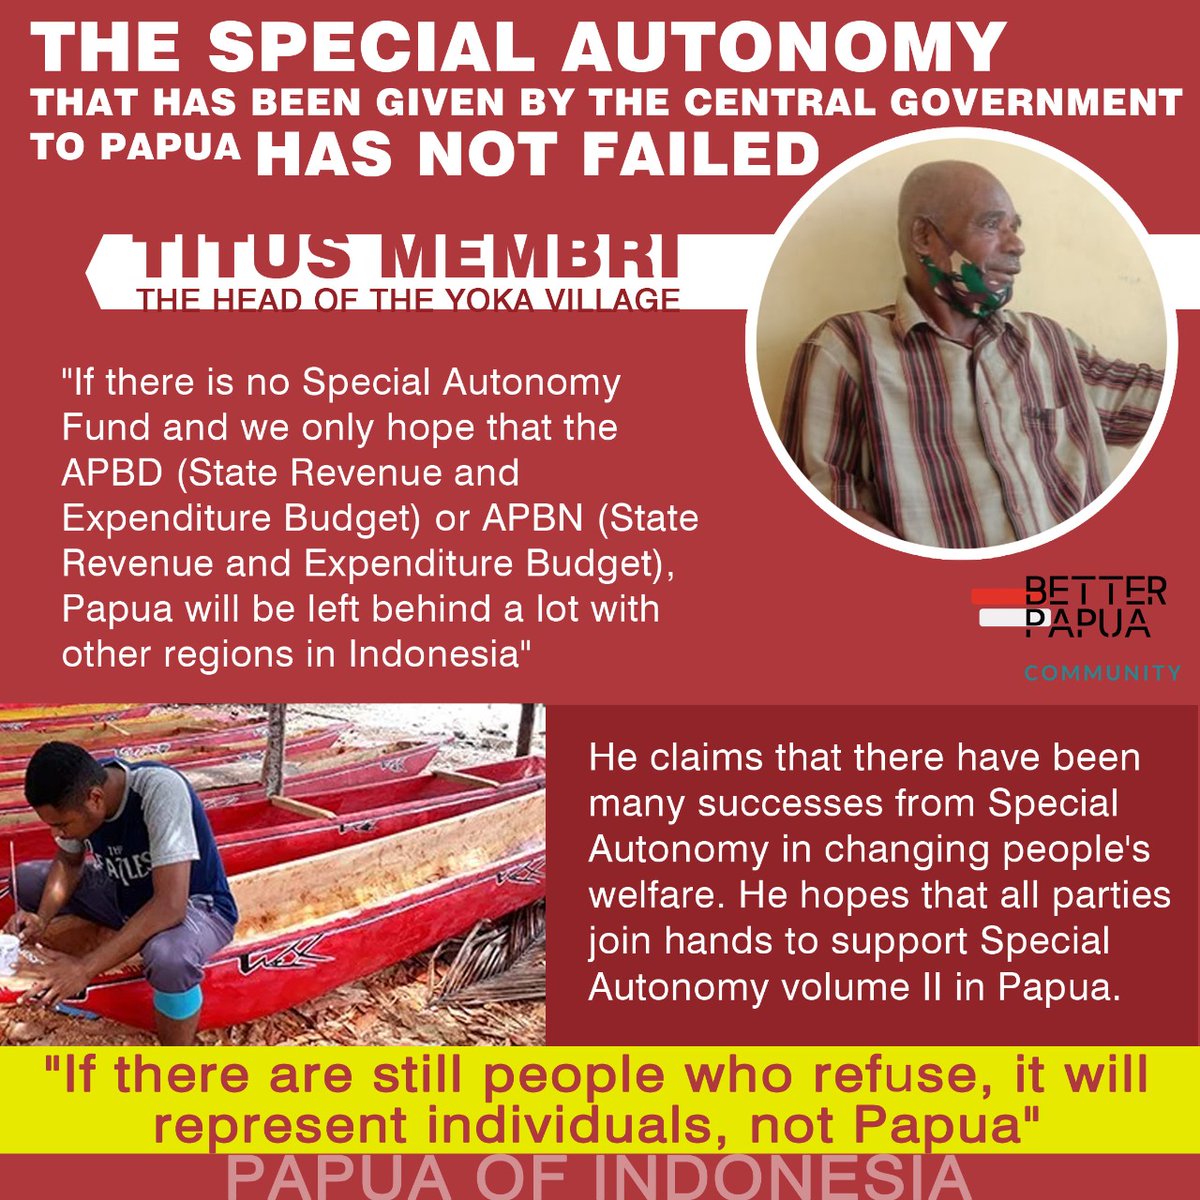 THE SPECIAL AUTONOMY
THAT HAS BEEN GIVEN BY THE CENTRAL GOVERNMENT
TO PAPUA HAS NOT FAILED
TITUS MEMBRI
THE HEAD OF THE YOKA VILLAGE
"If there is no Special Autonomy
Fund and we only hope that the
APBD (State Revenue and
Expenditure Budget) or APBN (State
Revenue and Expenditure Budget),
Papua will be left behind a lot with
other regions in Indonesia"
BETTER
PAPUA
COMMUNITY
THE
BEATLES
He claims that there have been
many successes from Special
Autonomy in changing people's
welfare. He hopes that all parties
join hands to support Special
Autonomy volume II in Papua.
"If there are still people who refuse, it will
represent individuals, not Papua"
PAPUA OF INDONESIA